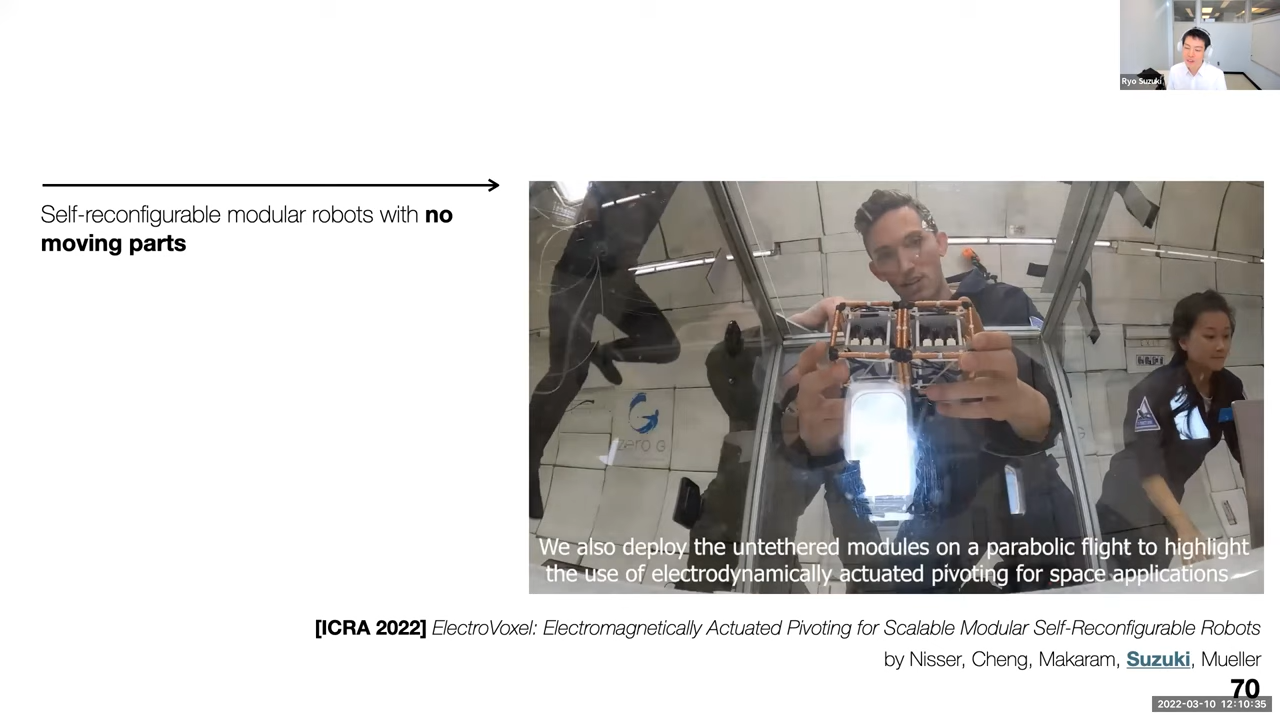 Ryo Suzuki
Self-reconfigurable modular robots with no
moving parts
zero G
We also deploy the untethered modules on a parabolic flight to highlight
the use of electrodynamically actuated pivoting for space applications
[ICRA 2022] ElectroVoxel: Electromagnetically Actuated Pivoting for Scalable Modular Self-Reconfigurable Robots
by Nisser, Cheng, Makaram, Suzuki, Mueller
70
2022-03-10 12:10:35